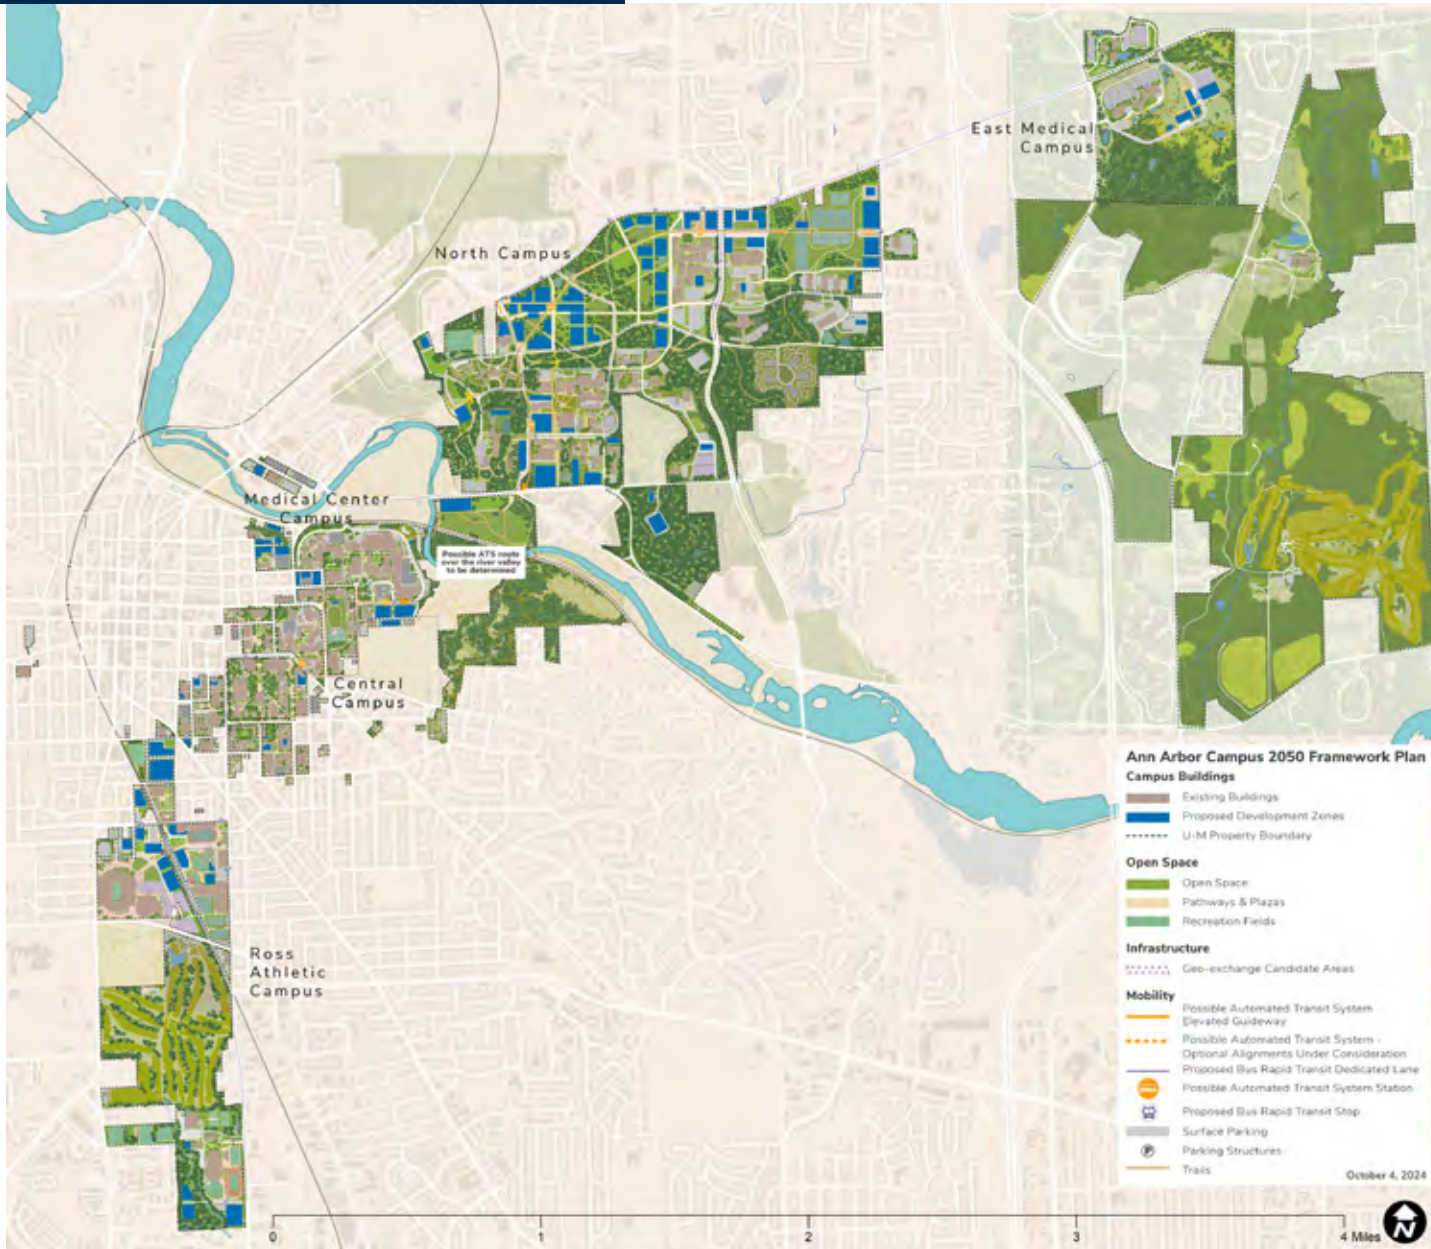 East Medical
Campus
North Campus
Medical Center
Campus
Possible ATS route
over the river valley
to be determined
Central
Campus
Ross
Athletic
Campus
Ann Arbor Campus 2050 Framework Plan
Campus Buildings
Existing Buildings
Proposed Development Zones
U-M Property Boundary
Open Space
Open Space
Pathways & Plazas
Recreation Fields
Infrastructure
Geo-exchange Candidate Areas
Mobility
Possible Automated Transit System
Elevated Guideway
Possible Automated Transit System -
Optional Alignments Under Consideration
Proposed Bus Rapid Transit Dedicated Lane
Possible Automated Transit System Station
Proposed Bus Rapid Transit Stop
Surface Parking
P Parking Structures
Trails
October 4, 2024
0 1 2 3 4 Miles
N